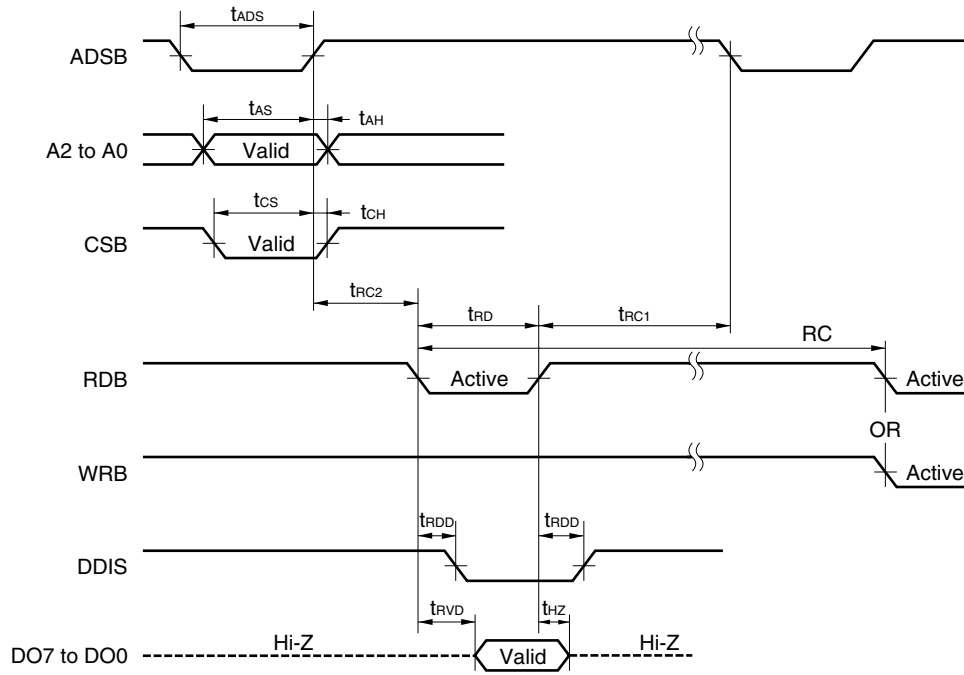 tADS
ADSB
tAS
tAH
A2 to A0
Valid
tCS
tCH
CSB
Valid
tRC2
tRD
tRC1
RC
RDB
Active
Active
OR
WRB
Active
tRDD
tRDD
DDIS
tRVD
tHZ
DO7 to DO0
Hi-Z
Valid
Hi-Z